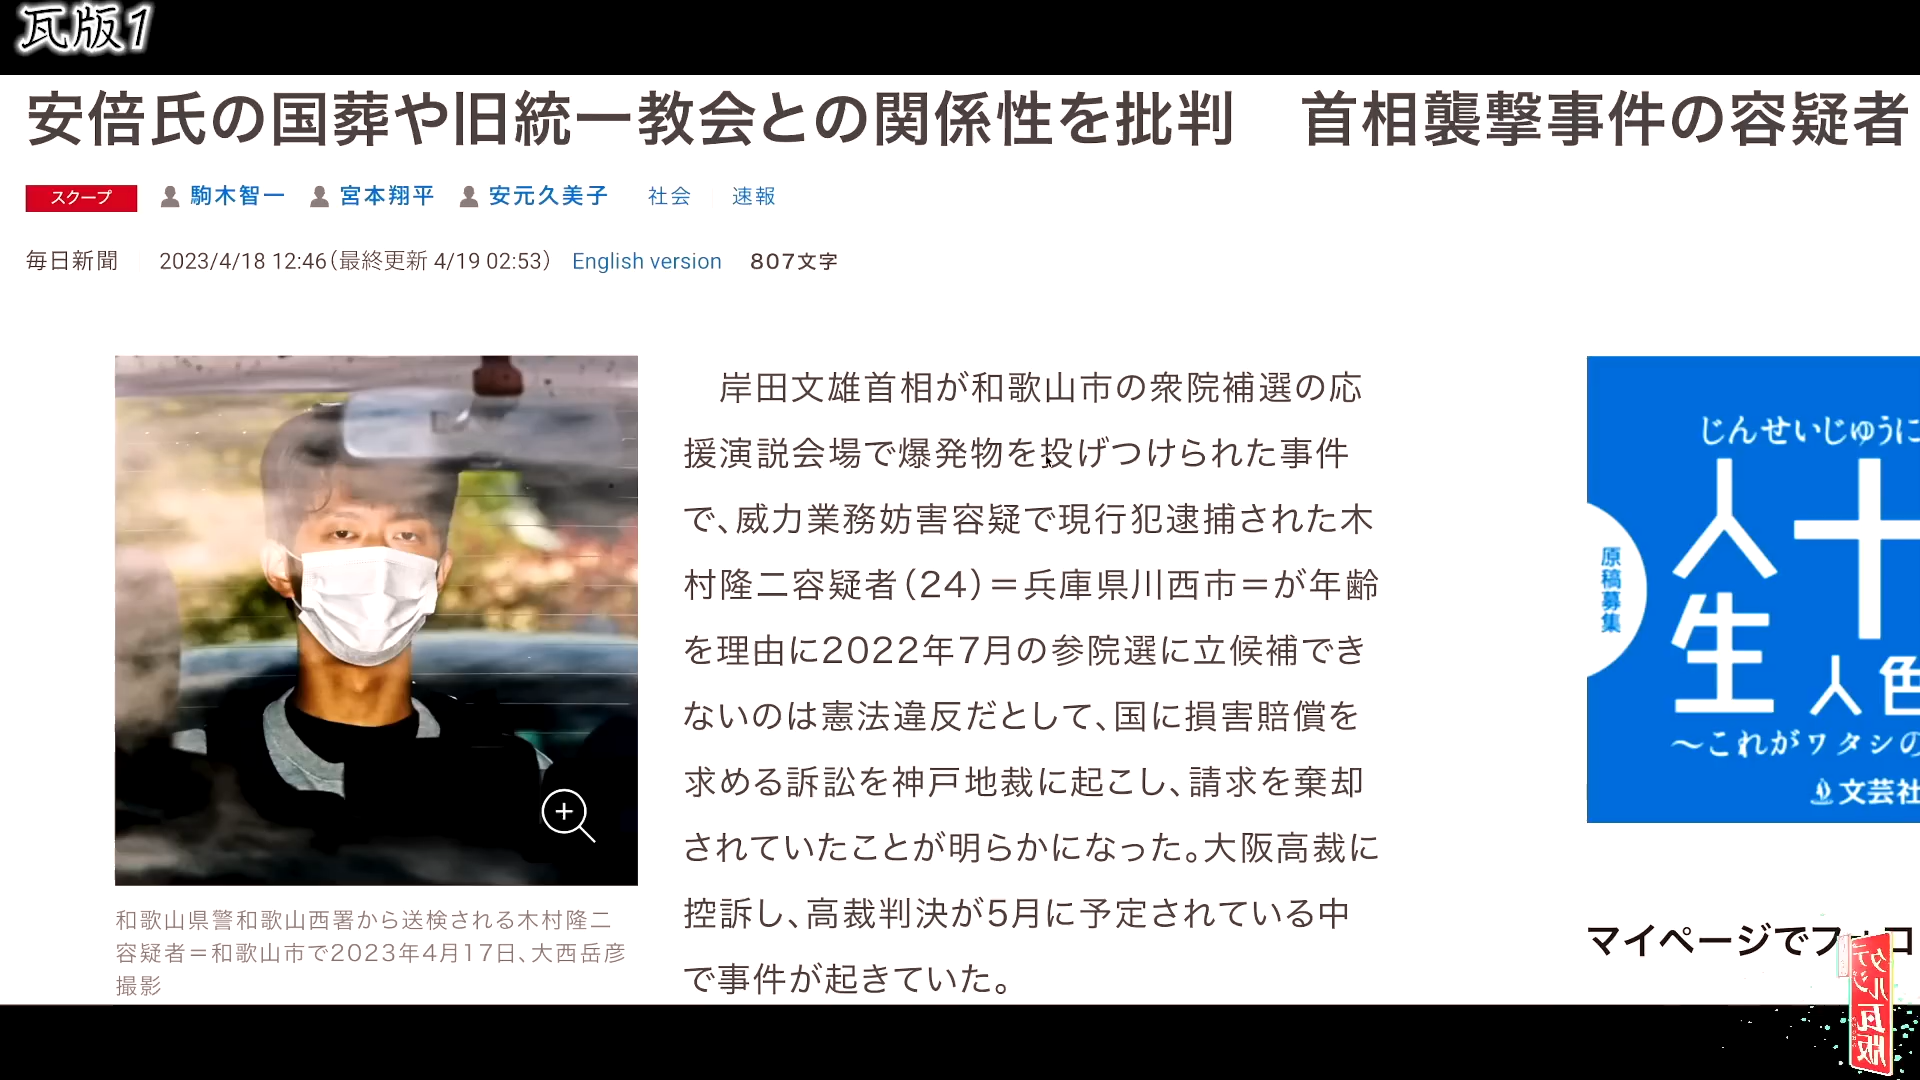 瓦版1
安倍氏の国葬や旧統一教会との関係性を批判　首相襲撃事件の容疑者
スクープ 駒木智一 宮本翔平 安元久美子 社会 速報
毎日新聞 2023/4/18 12:46(最終更新 4/19 02:53) English version 807文字
岸田文雄首相が和歌山市の衆院補選の応
援演説会場で爆発物を投げつけられた事件
で、威力業務妨害容疑で現行犯逮捕された木
村隆二容疑者(24)＝兵庫県川西市＝が年齢
を理由に2022年7月の参院選に立候補でき
ないのは憲法違反だとして、国に損害賠償を
求める訴訟を神戸地裁に起こし、請求を棄却
されていたことが明らかになった。大阪高裁に
控訴し、高裁判決が5月に予定されている中
で事件が起きていた。
和歌山県警和歌山西署から送検される木村隆二
容疑者＝和歌山市で2023年4月17日、大西岳彦
撮影
じんせいじゅうに
人十
生人色
原稿募集
～これがワタシの
文芸社
マイページでフォロ
デジタル瓦版